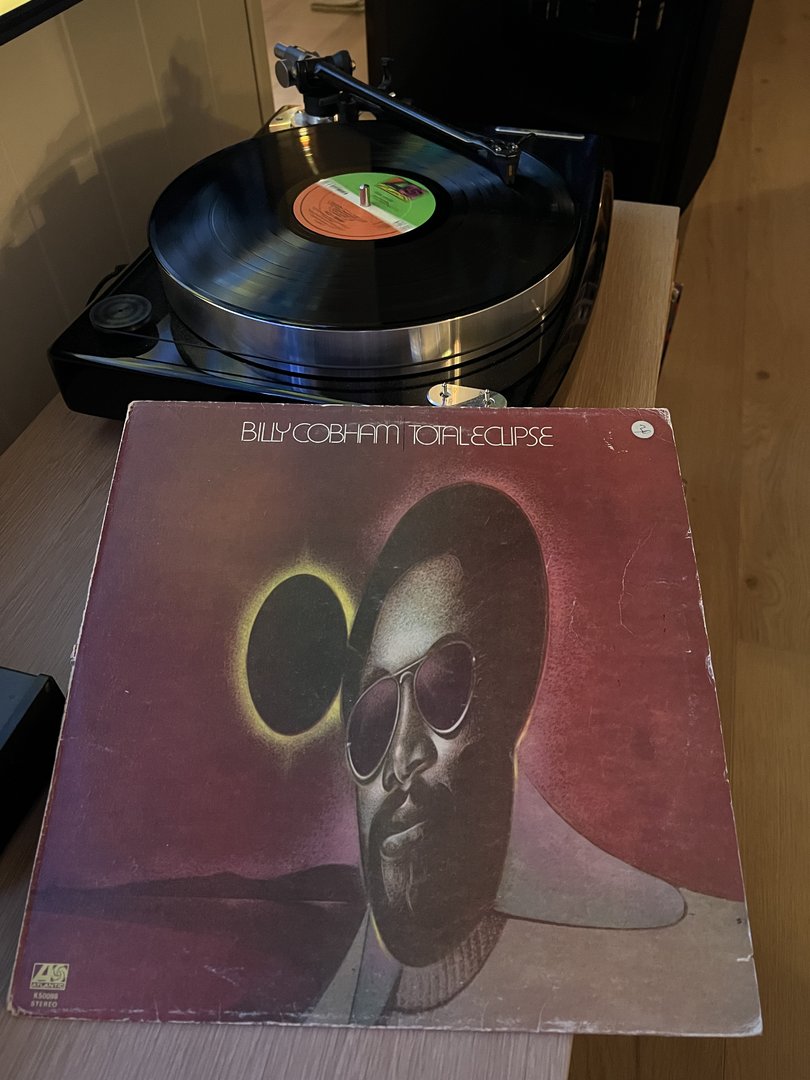 BILLY COBHAM TOTAL ECLIPSE
ATLANTIC
K50098
STEREO